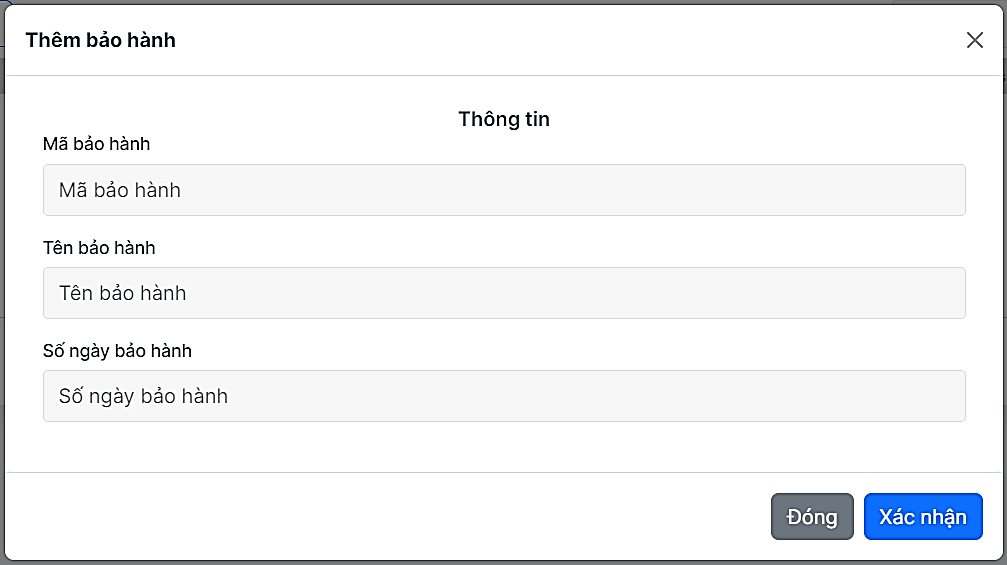 Thêm bảo hành
Thông tin
Mã bảo hành
Mã bảo hành
Tên bảo hành
Tên bảo hành
Số ngày bảo hành
Số ngày bảo hành
Đóng
Xác nhận